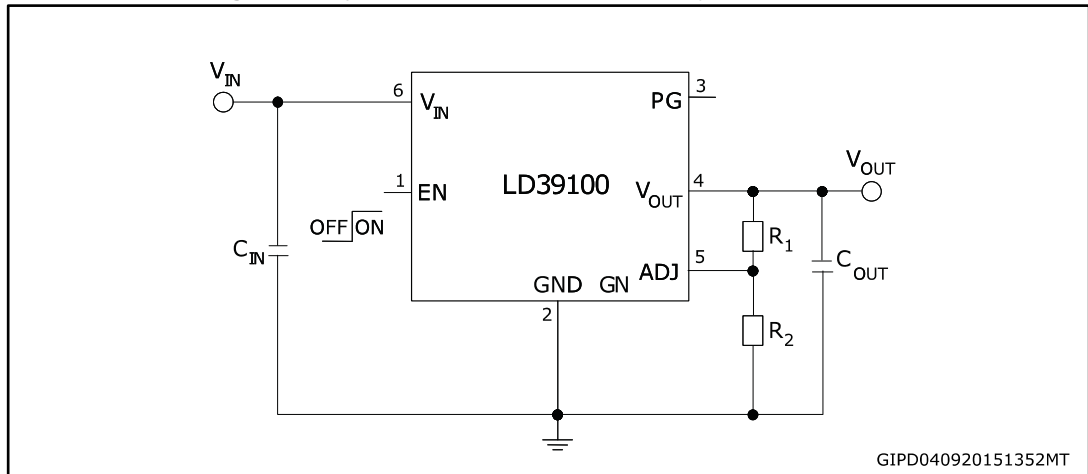 VIN
6
VIN
PG
3
1
EN
LD39100
VOUT
4
VOUT
OFF ON
CIN
R1
COUT
ADJ
5
GND GN
2
R2
GIPD040920151352MT